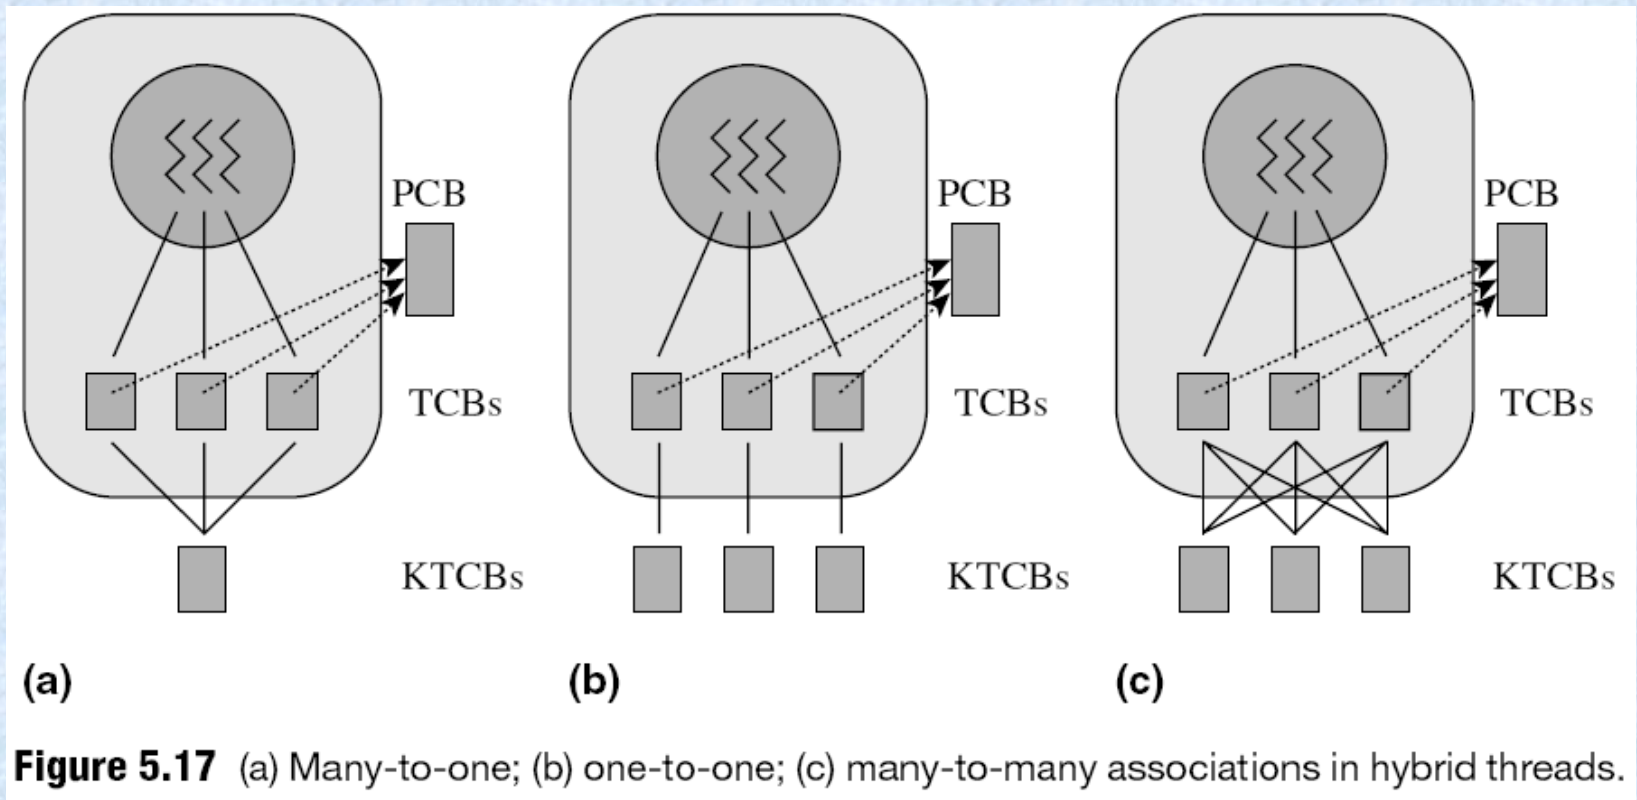 PCB
PCB
PCB
TCBs
TCBs
TCBs
KTCBs
KTCBs
KTCBs
(a)
(b)
(c)
Figure 5.17 (a) Many-to-one; (b) one-to-one; (c) many-to-many associations in hybrid threads.